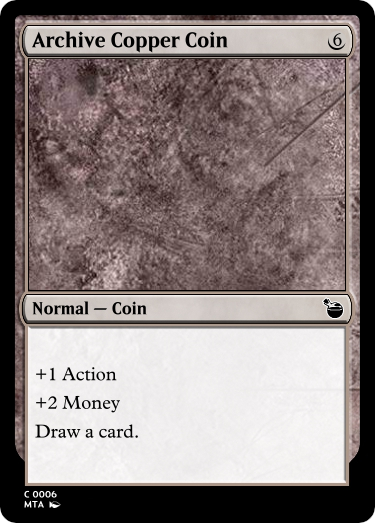 Archive Copper Coin 6
Normal — Coin
+1 Action
+2 Money
Draw a card.
C 0006
MTA